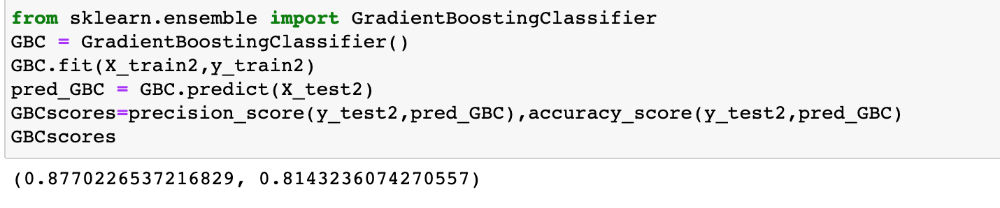 from sklearn.ensemble import GradientBoostingClassifier
GBC = GradientBoostingClassifier()
GBC.fit(X_train2,y_train2)
pred_GBC = GBC.predict(X_test2)
GBCscores=precision_score(y_test2,pred_GBC),accuracy_score(y_test2,pred_GBC)
GBCscores
(0.8770226537216829, 0.8143236074270557)